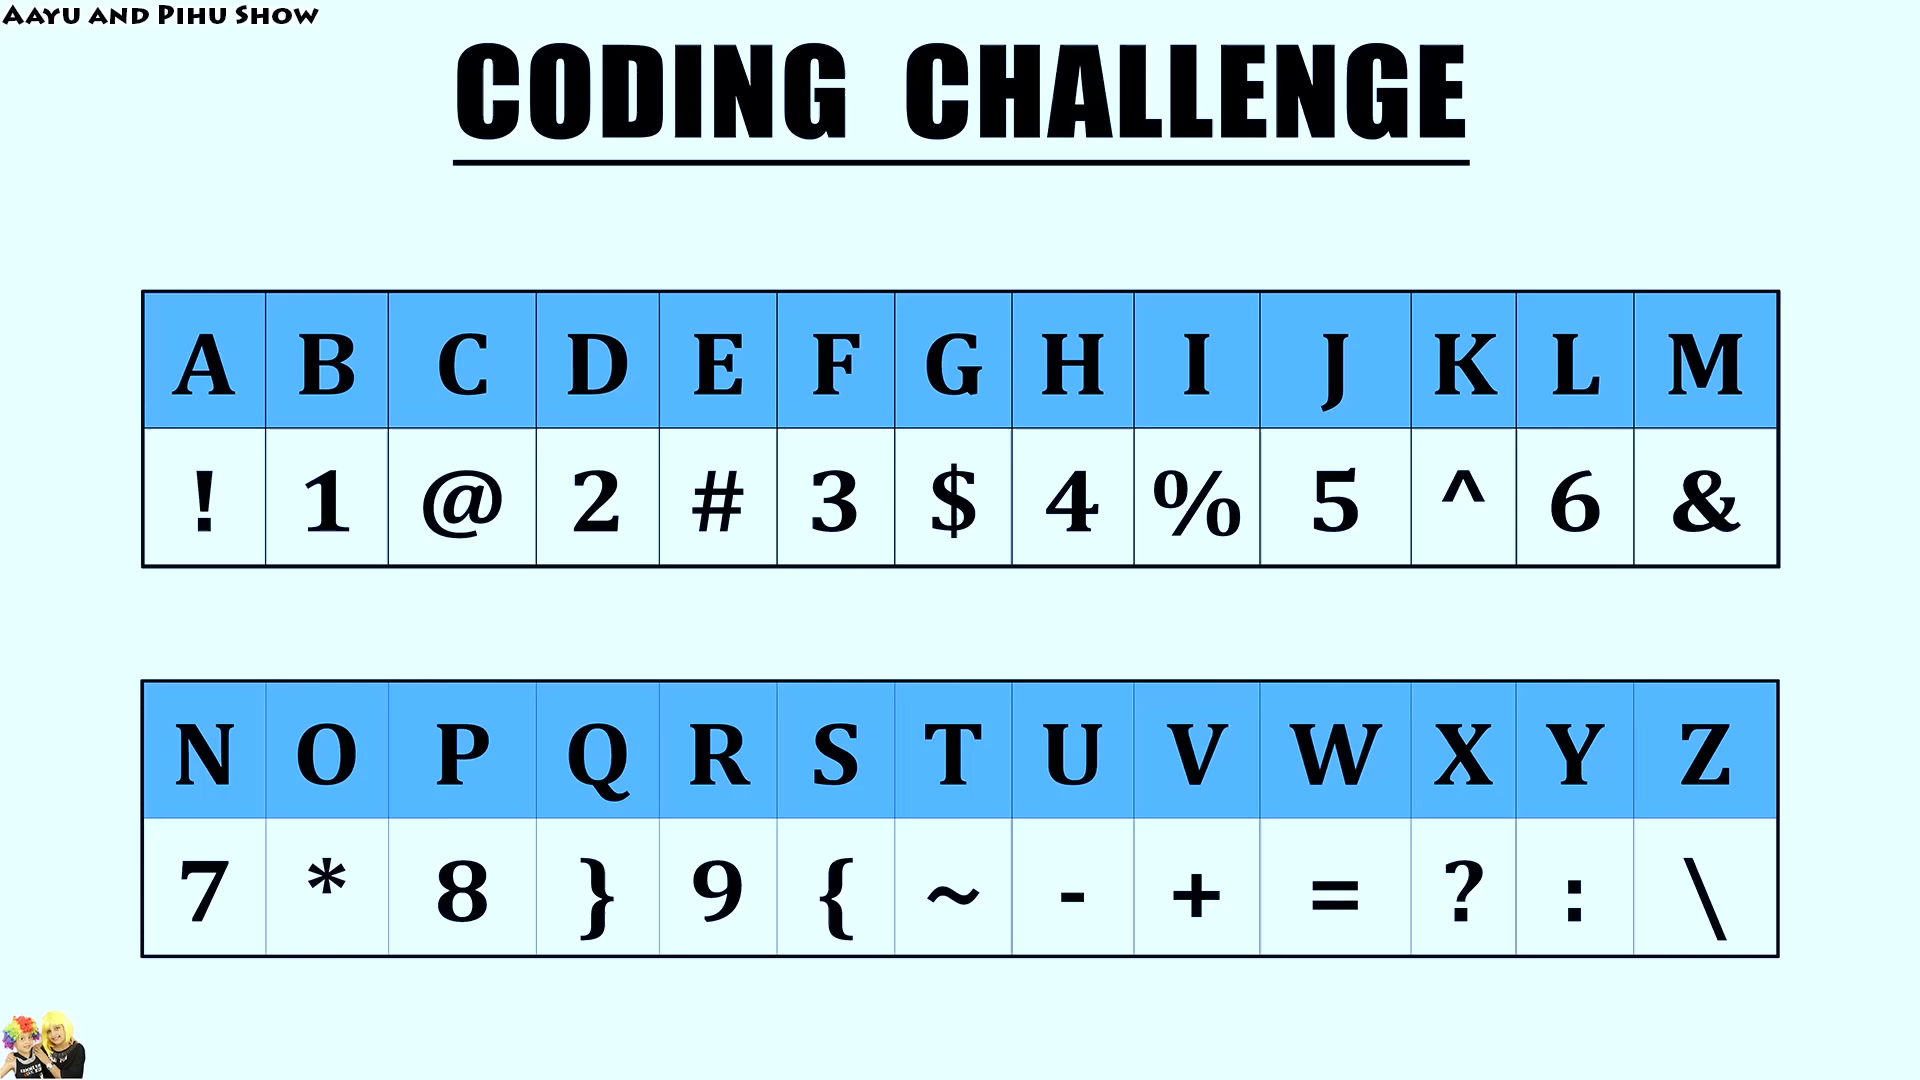 AAYU AND PIHU SHOW
CODING CHALLENGE
A B C D E F G H I J K L M
! 1 @ 2 # 3 $ 4 % 5 ^ 6 &
N O P Q R S T U V W X Y Z
7 * 8 } 9 { ~ - + = ? : \